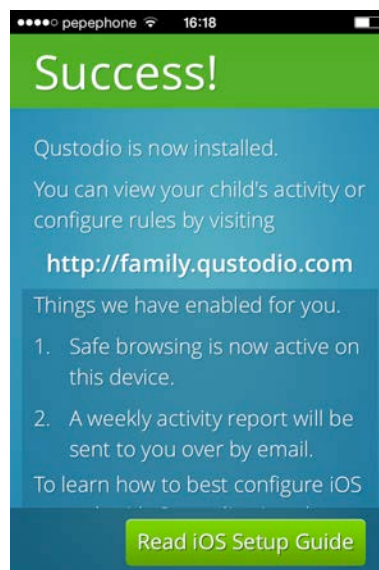 pepephone 16:18
Success!
Qustodio is now installed.
You can view your child's activity or
configure rules by visiting
http://family.qustodio.com
Things we have enabled for you.
1. Safe browsing is now active on
this device.
2. A weekly activity report will be
sent to you over by email.
To learn how to best configure iOS
Read iOS Setup Guide